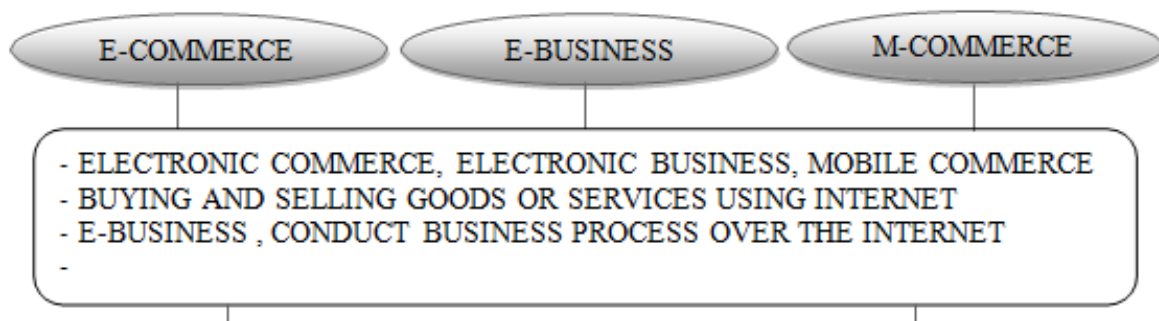 E-COMMERCE
E-BUSINESS
M-COMMERCE
- ELECTRONIC COMMERCE, ELECTRONIC BUSINESS, MOBILE COMMERCE
- BUYING AND SELLING GOODS OR SERVICES USING INTERNET
- E-BUSINESS , CONDUCT BUSINESS PROCESS OVER THE INTERNET
-